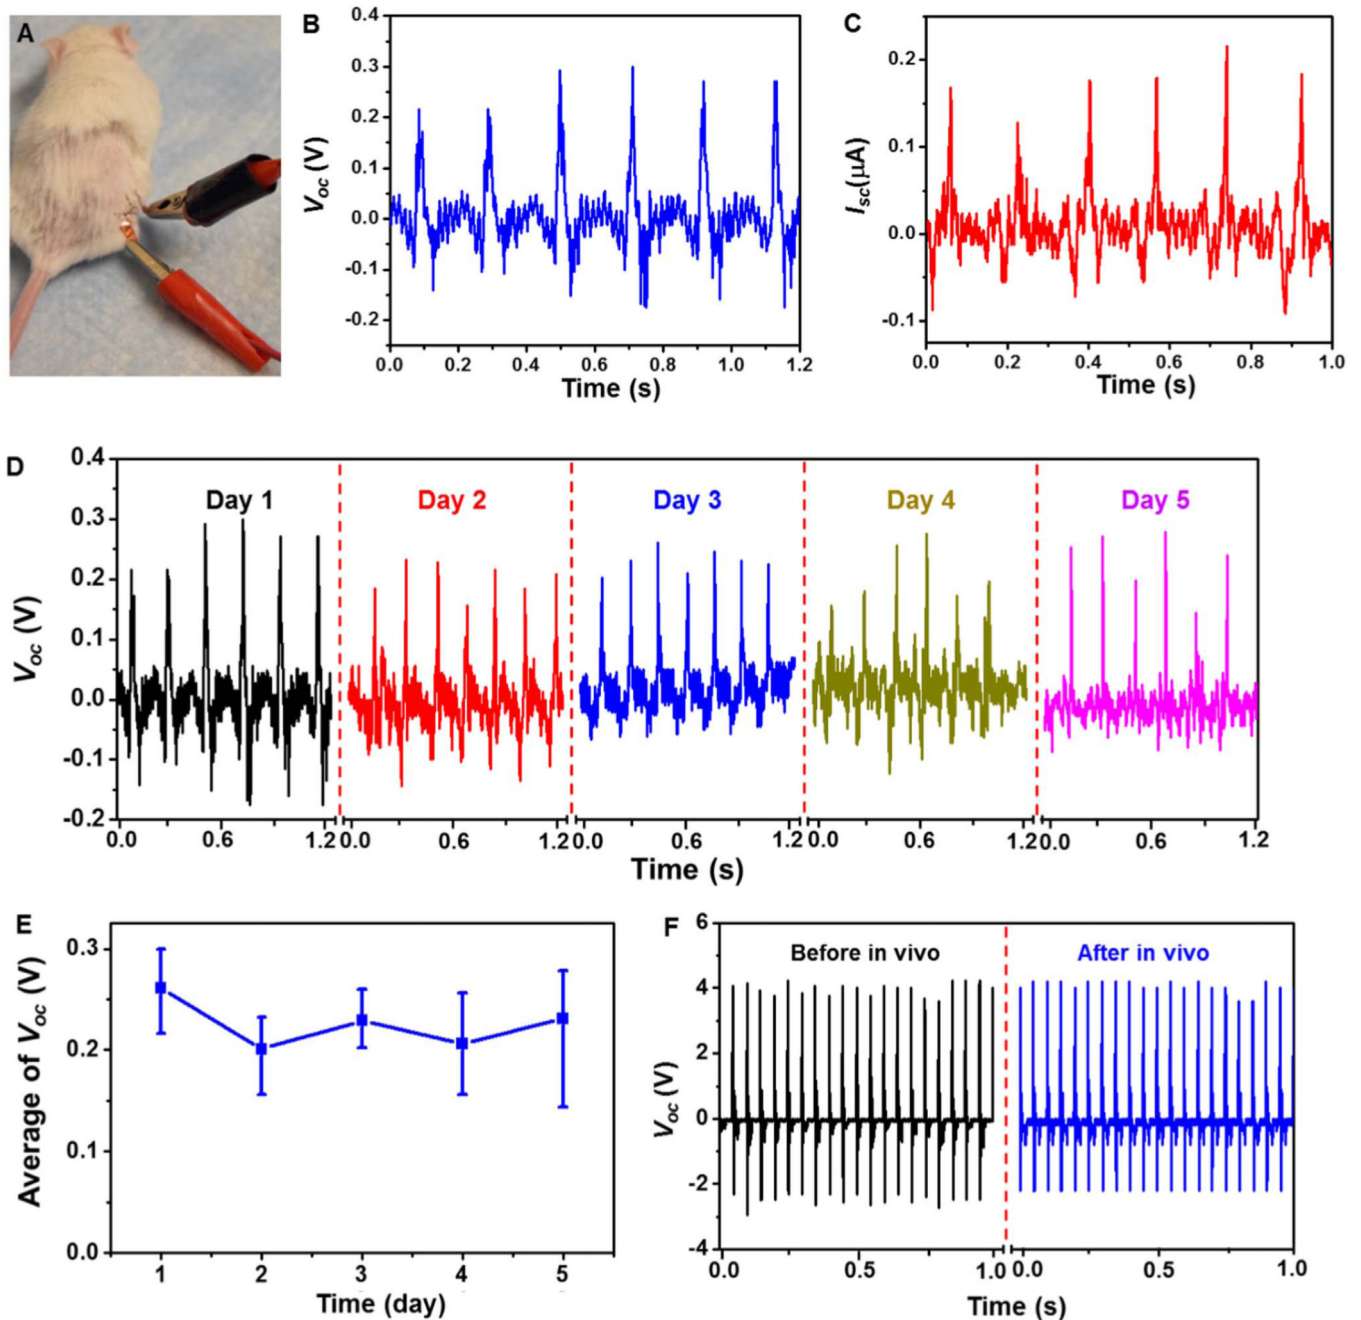 A
B
V_oc (V)
0.4
0.3
0.2
0.1
0.0
-0.1
-0.2
0.0 0.2 0.4 0.6 0.8 1.0 1.2
Time (s)
C
I_sc(μA)
0.2
0.1
0.0
-0.1
0.0 0.2 0.4 0.6 0.8 1.0
Time (s)
D
V_oc (V)
0.4
0.3
0.2
0.1
0.0
-0.1
-0.2
Day 1 Day 2 Day 3 Day 4 Day 5
0.0 0.6 1.2 0.0 0.6 1.2 0.0 0.6 1.2 0.0 0.6 1.2 0.0 0.6 1.2
Time (s)
E
Average of V_oc (V)
0.3
0.2
0.1
0.0
1 2 3 4 5
Time (day)
F
V_oc (V)
6
4
2
0
-2
-4
Before in vivo After in vivo
0.0 0.5 1.0 0.0 0.5 1.0
Time (s)